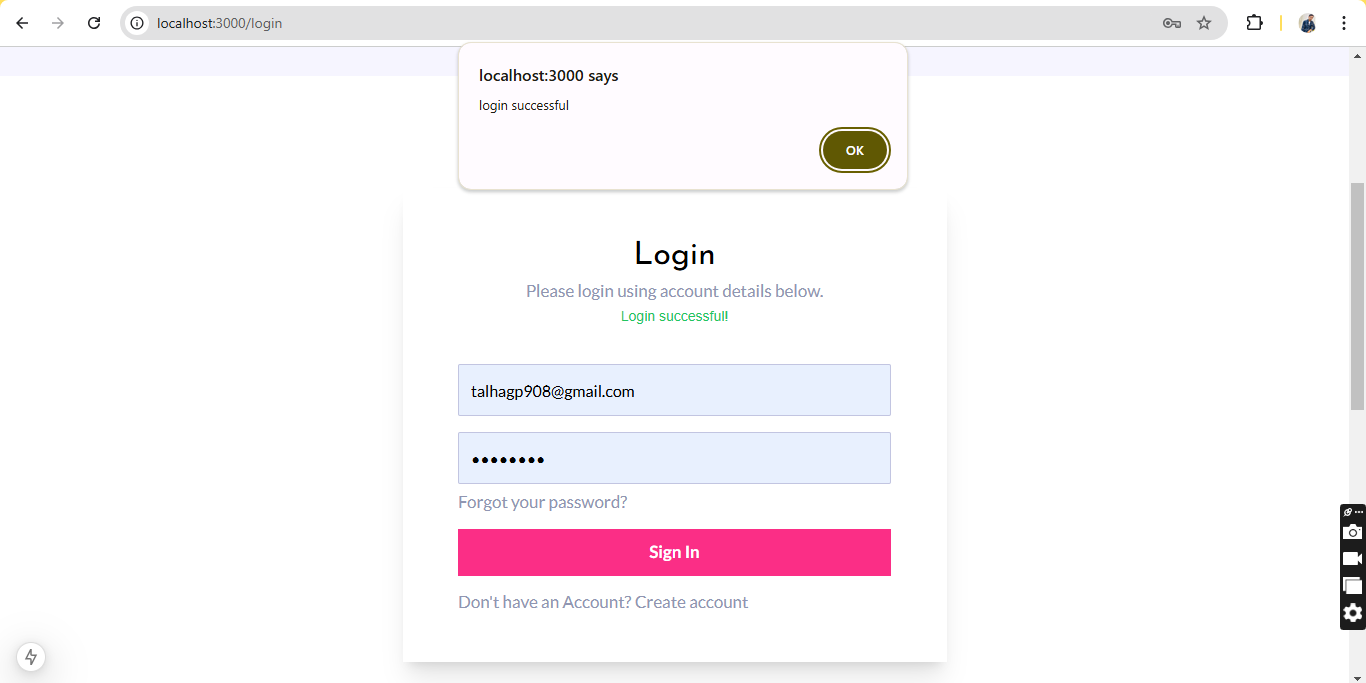 localhost:3000/login
localhost:3000 says
login successful
OK
Login
Please login using account details below.
Login successful!
talhagp908@gmail.com
••••••••
Forgot your password?
Sign In
Don't have an Account? Create account